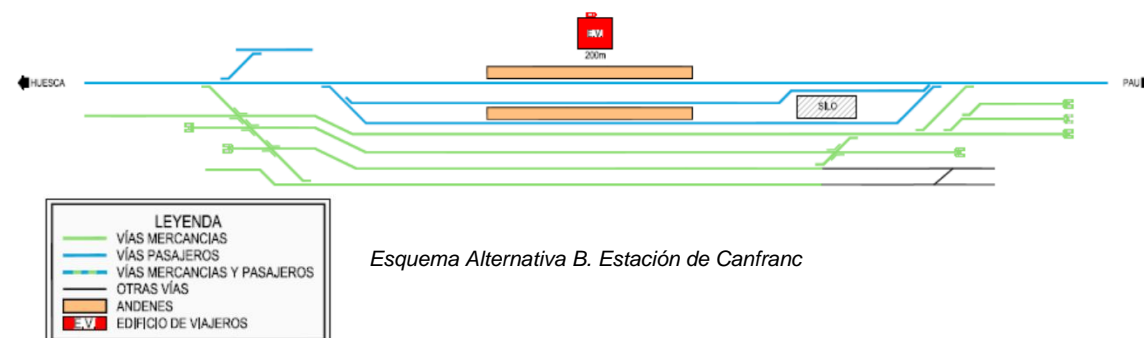 E.V.
200m
HUESCA
PAU
SILO
LEYENDA
VÍAS MERCANCIAS
VÍAS PASAJEROS
VÍAS MERCANCIAS Y PASAJEROS
OTRAS VÍAS
ANDENES
E.V. EDIFICIO DE VIAJEROS
Esquema Alternativa B. Estación de Canfranc